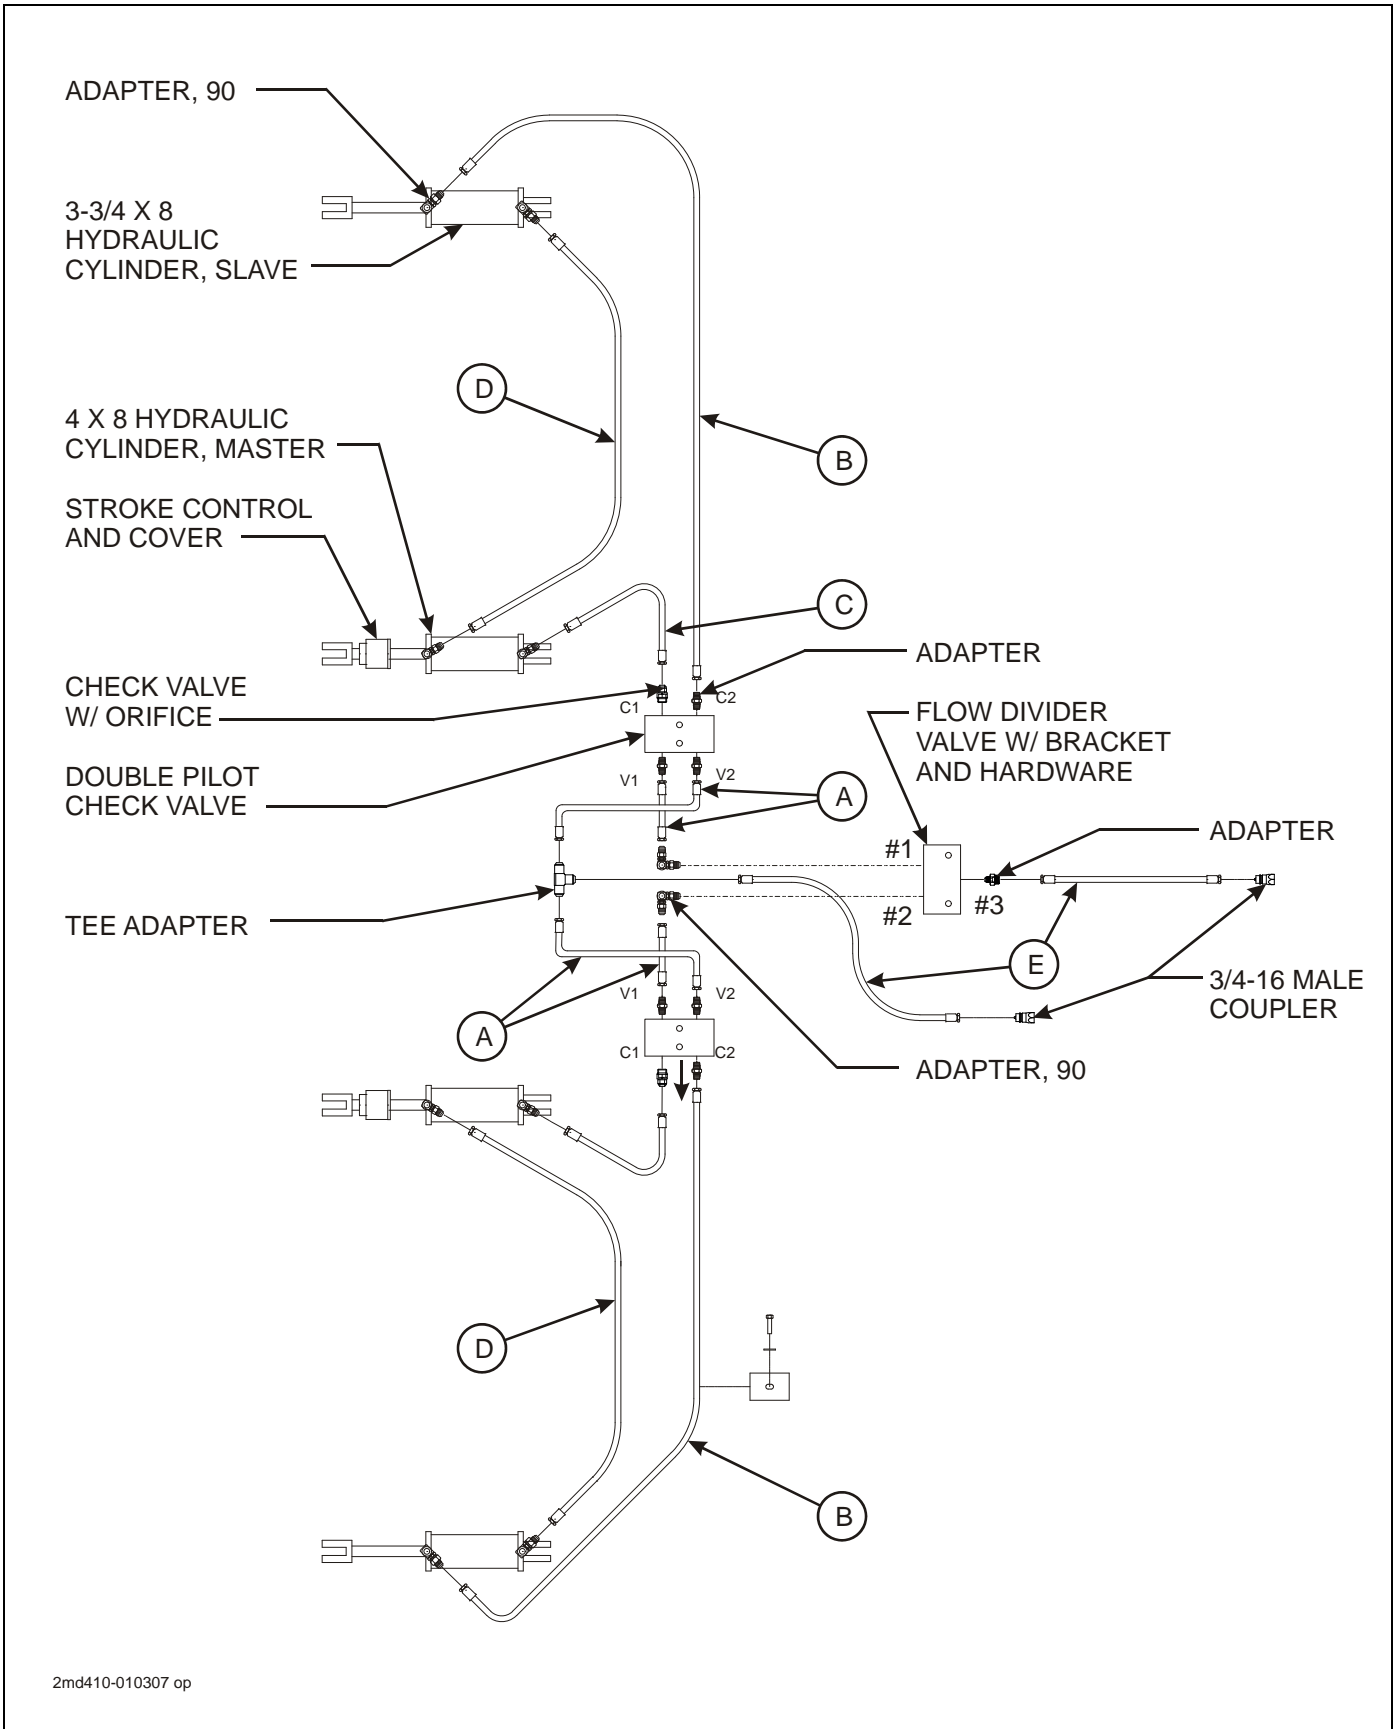 ADAPTER, 90
3-3/4 X 8
HYDRAULIC
CYLINDER, SLAVE
D
4 X 8 HYDRAULIC
CYLINDER, MASTER
B
STROKE CONTROL
AND COVER
C
ADAPTER
CHECK VALVE
W/ ORIFICE
C1
C2
FLOW DIVIDER
VALVE W/ BRACKET
AND HARDWARE
DOUBLE PILOT
CHECK VALVE
V1
V2
A
ADAPTER
#1
#2
#3
TEE ADAPTER
E
3/4-16 MALE
COUPLER
V1
V2
A
C1
C2
ADAPTER, 90
D
B
2md410-010307 op